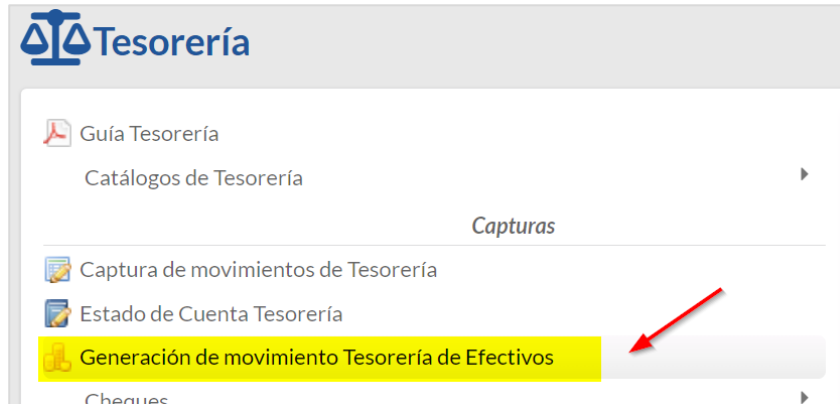 Tesorería
Guía Tesorería
Catálogos de Tesorería
Capturas
Captura de movimientos de Tesorería
Estado de Cuenta Tesorería
Generación de movimiento Tesorería de Efectivos
Cheques